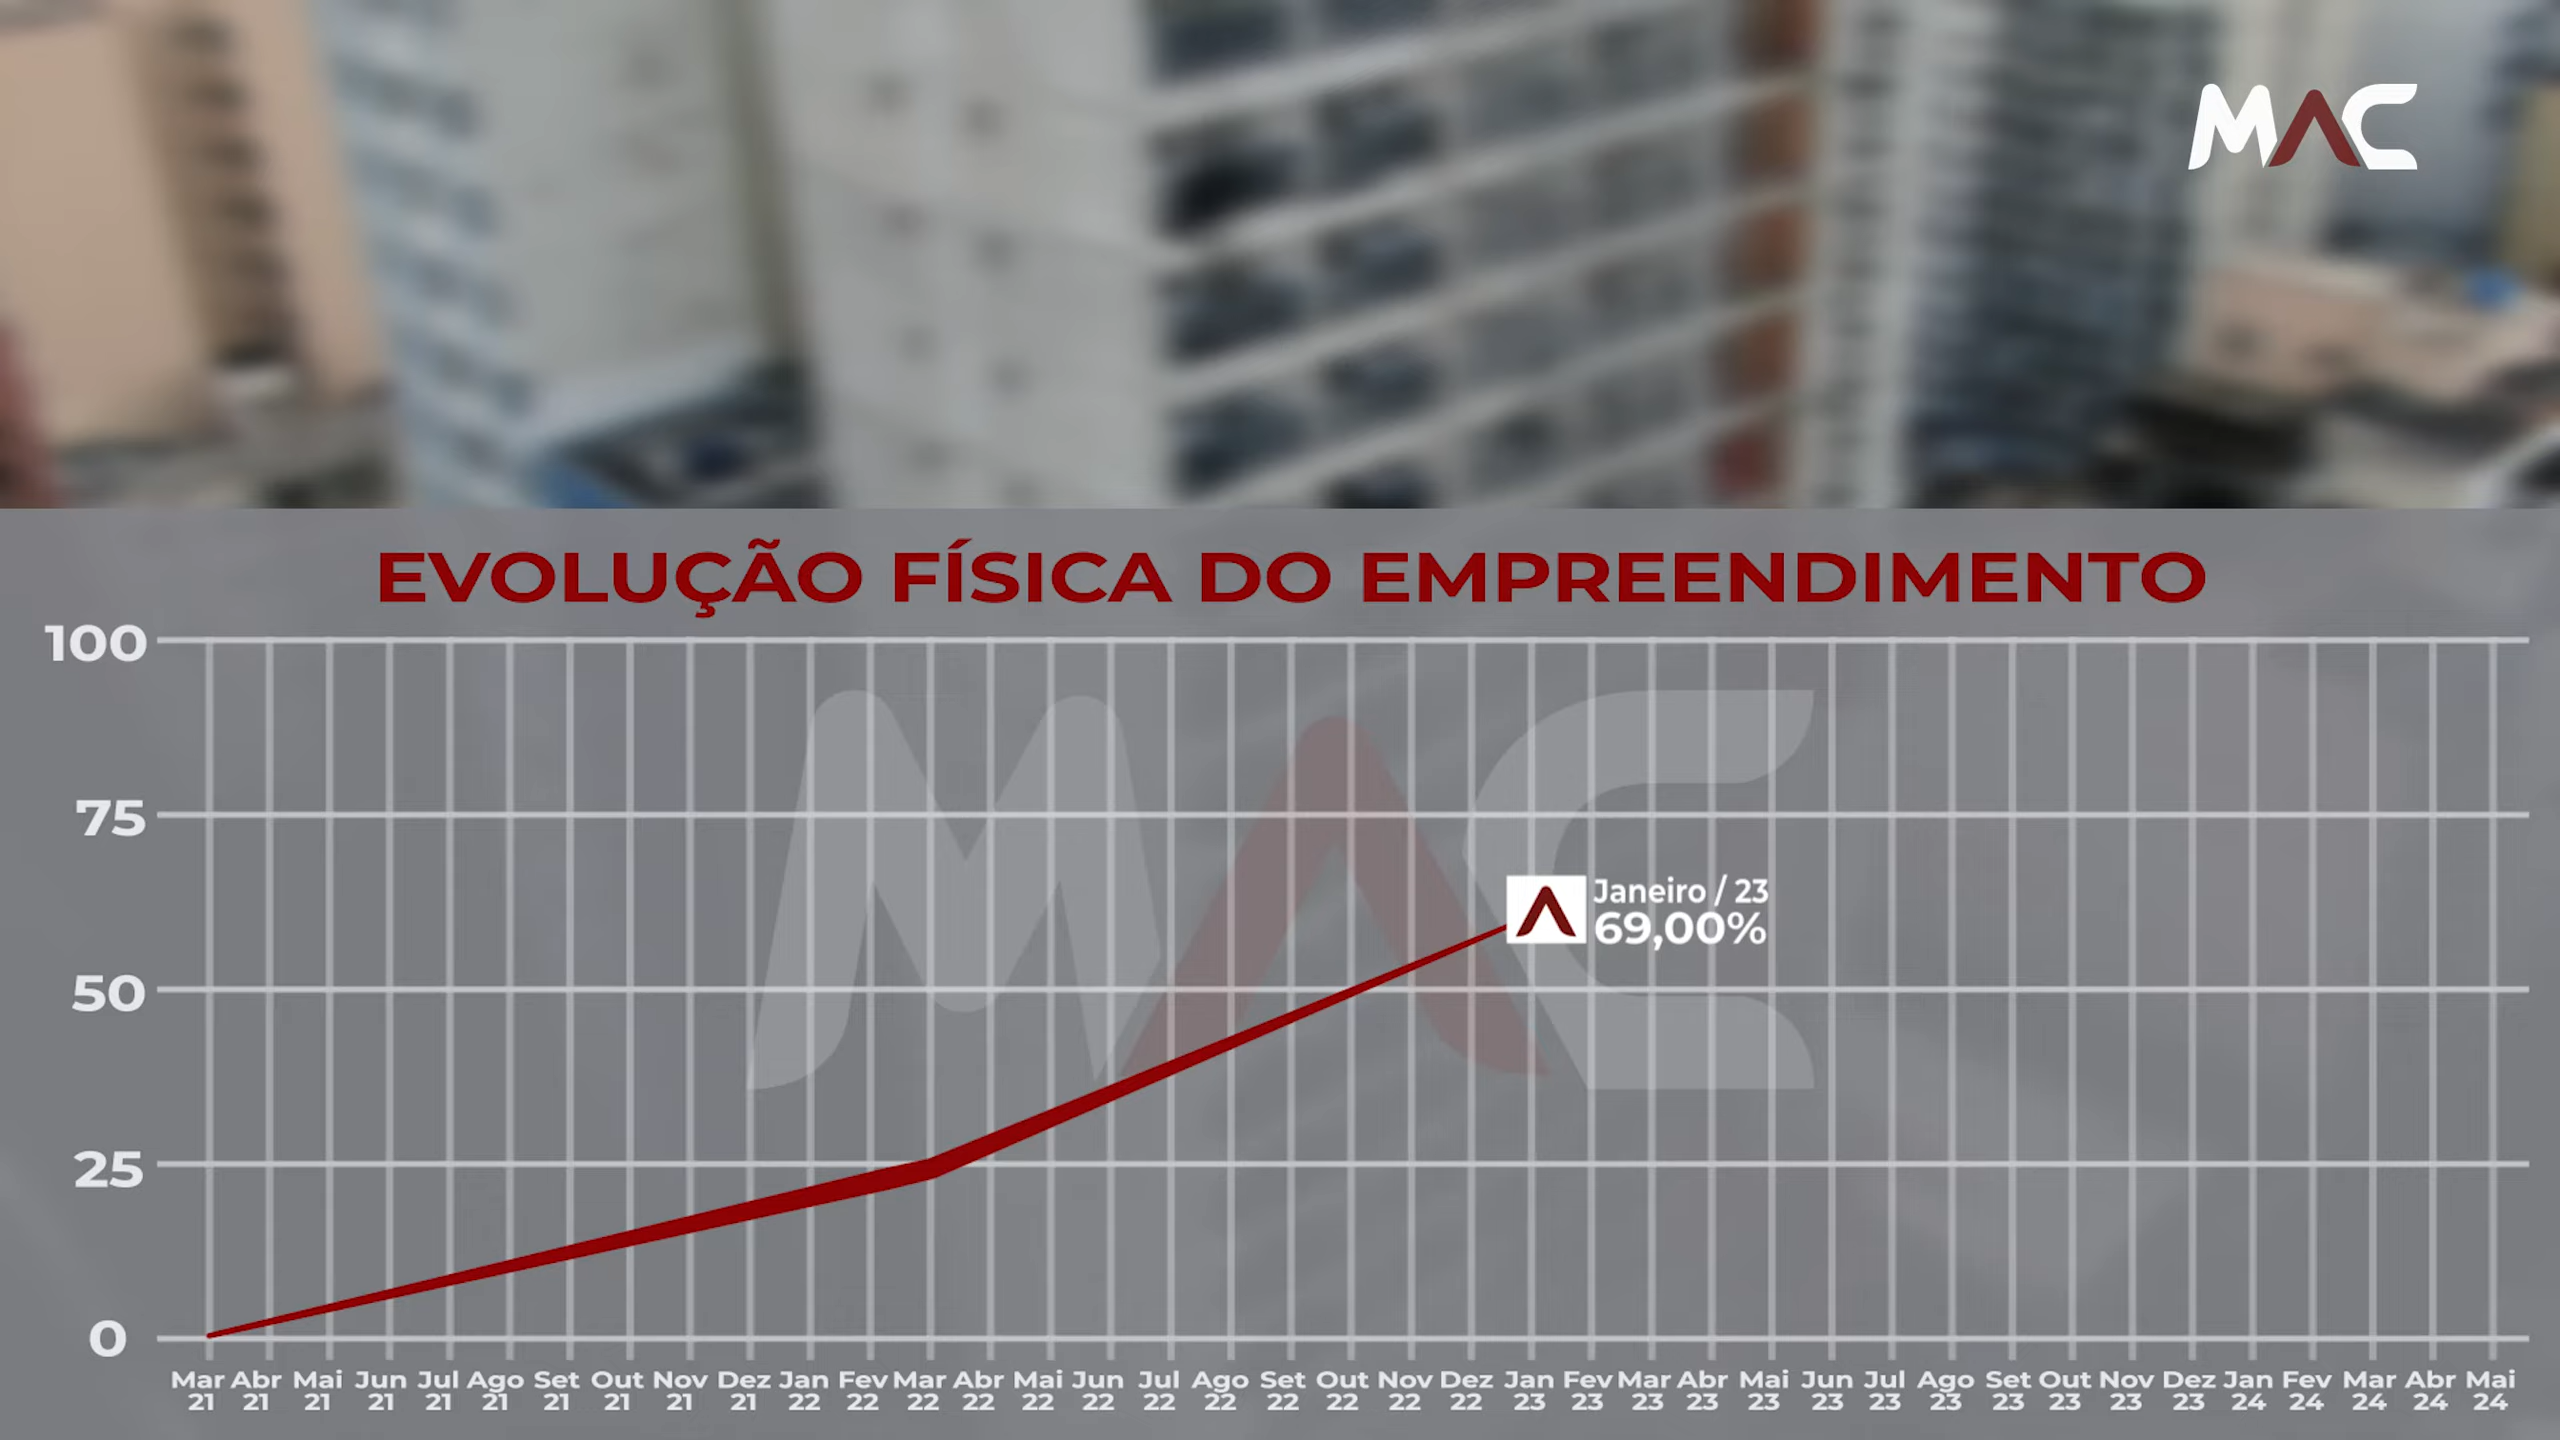 MAC
EVOLUÇÃO FÍSICA DO EMPREENDIMENTO
100
75
50
25
0
MAC
Janeiro / 23
69,00%
Mar Abr Mai Jun Jul Ago Set Out Nov Dez Jan Fev Mar Abr Mai Jun Jul Ago Set Out Nov Dez Jan Fev Mar Abr Mai Jun Jul Ago Set Out Nov Dez Jan Fev Mar Abr Mai
21 21 21 21 21 21 21 21 21 21 22 22 22 22 22 22 22 22 22 22 22 22 23 23 23 23 23 23 23 23 23 23 23 23 24 24 24 24 24